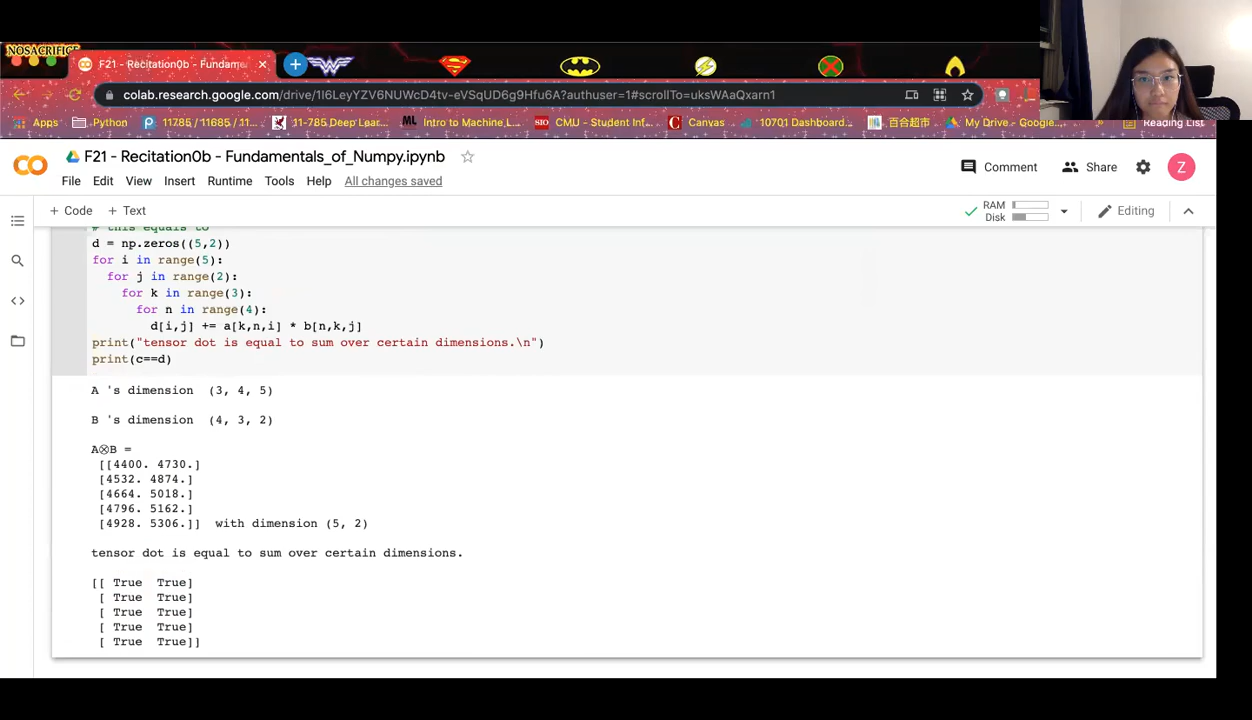 NOSACRIFICE
F21 - Recitation0b - Fundame
colab.research.google.com/drive/1I6LeyYZV6NUWcD4tv-eVSqUD6g9Hfu6A?authuser=1#scrollTo=uksWAaQxarn1
Apps Python 11785 / 11685 11... 11-785 Deep Lear... Intro to Machine L... CMU - Student Inf... Canvas 10701 Dashboard... 百合超市 My Drive - Google... Reading List
F21 - Recitation0b - Fundamentals_of_Numpy.ipynb
Comment Share Z
File Edit View Insert Runtime Tools Help All changes saved
+ Code + Text RAM Disk Editing
# this equals to
d = np.zeros((5,2))
for i in range(5):
for j in range(2):
for k in range(3):
for n in range(4):
d[i,j] += a[k,n,i] * b[n,k,j]
print("tensor dot is equal to sum over certain dimensions.\n")
print(c==d)
A 's dimension (3, 4, 5)
B 's dimension (4, 3, 2)
A⊗B =
[[4400. 4730.]
[4532. 4874.]
[4664. 5018.]
[4796. 5162.]
[4928. 5306.]] with dimension (5, 2)
tensor dot is equal to sum over certain dimensions.
[[ True True]
[ True True]
[ True True]
[ True True]
[ True True]]